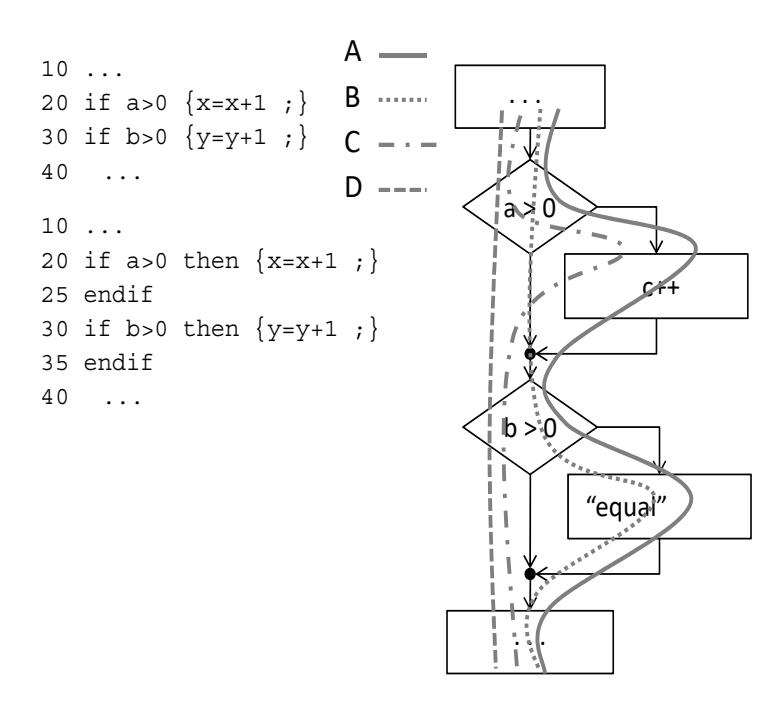 10 ...
20 if a>0 {x=x+1 ;}
30 if b>0 {y=y+1 ;}
40  ...
10 ...
20 if a>0 then {x=x+1 ;}
25 endif
30 if b>0 then {y=y+1 ;}
35 endif
40  ...
A
B
C
D
...
a > 0
c++
b > 0
“equal”
...